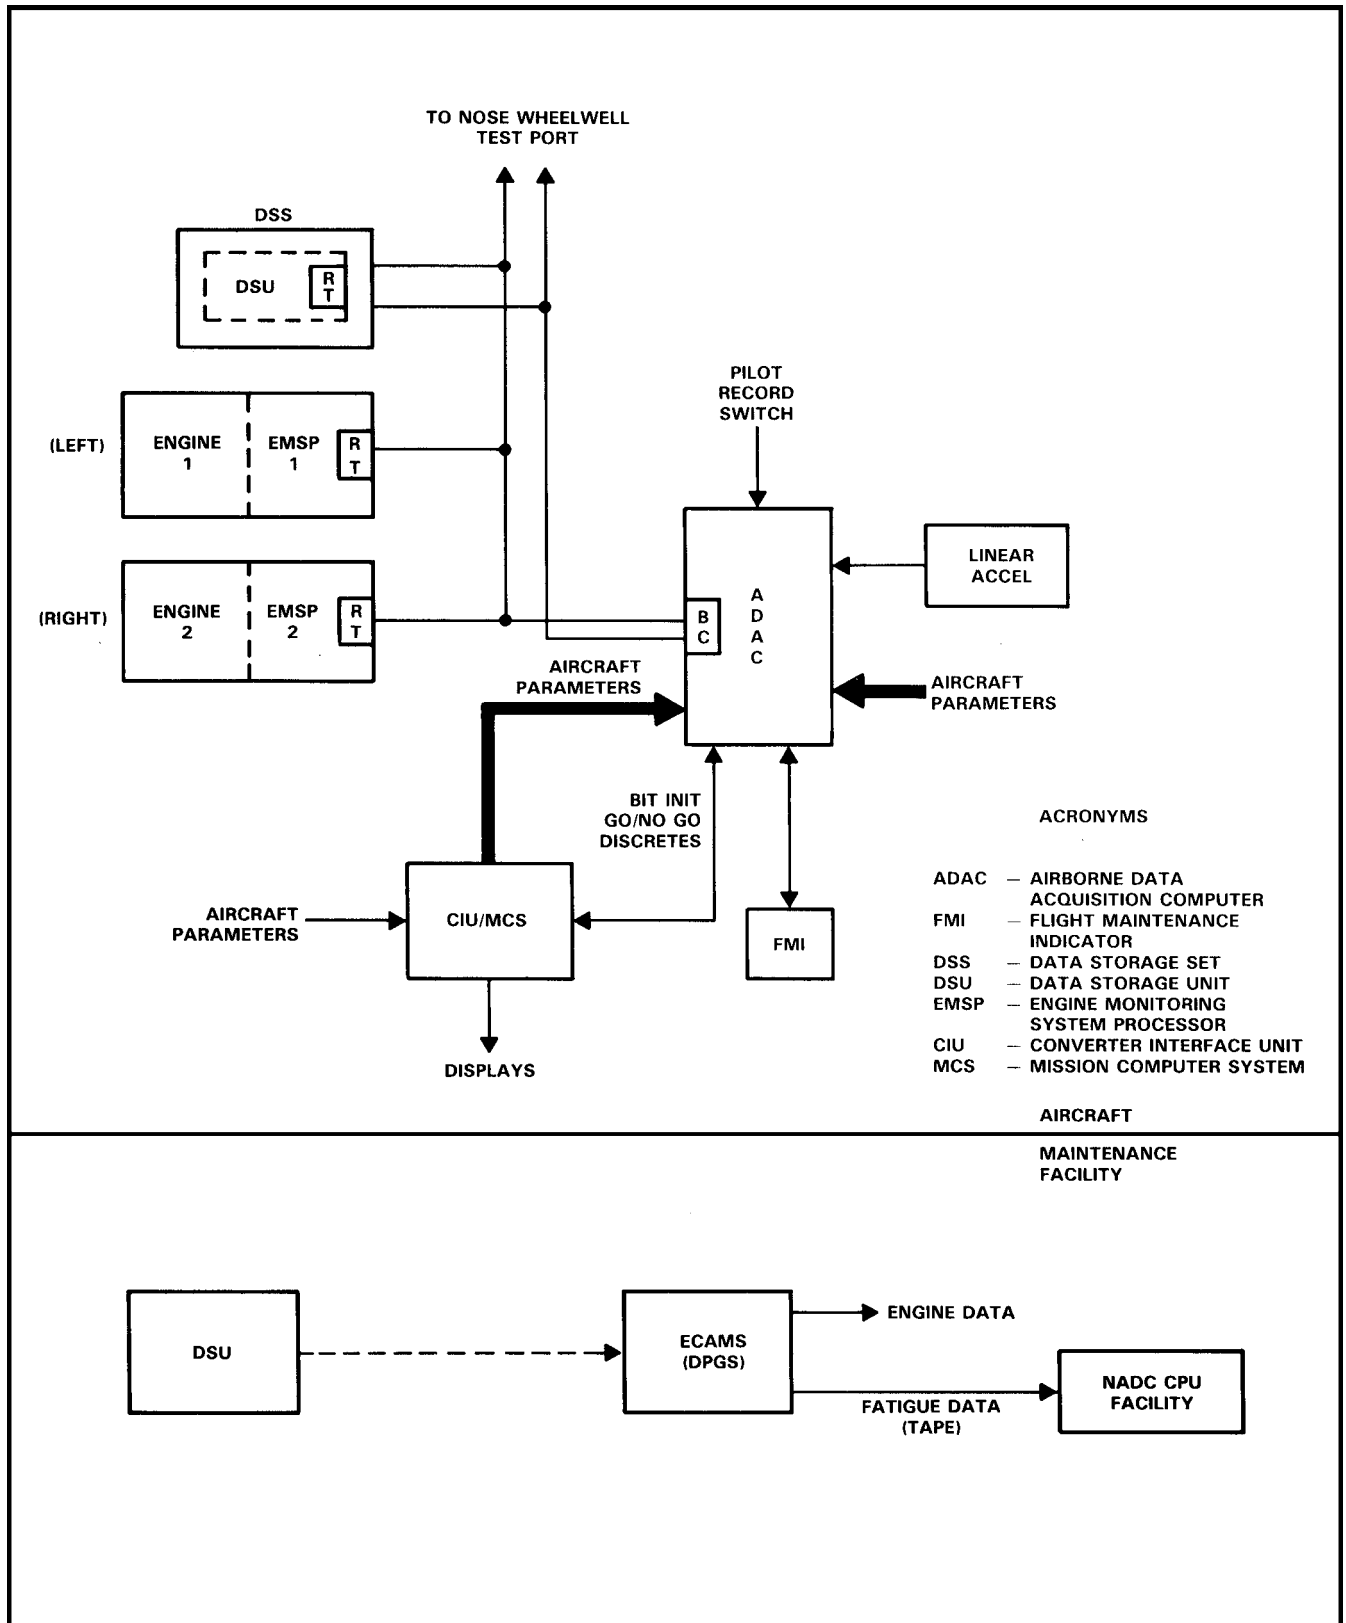 TO NOSE WHEELWELL
TEST PORT
DSS
DSU
R
T
PILOT
RECORD
SWITCH
(LEFT)
ENGINE
1
EMSP
1
R
T
LINEAR
ACCEL
(RIGHT)
ENGINE
2
EMSP
2
R
T
B
C
A
D
A
C
AIRCRAFT
PARAMETERS
AIRCRAFT
PARAMETERS
BIT INIT
GO/NO GO
DISCRETES
AIRCRAFT
PARAMETERS
CIU/MCS
FMI
DISPLAYS
ACRONYMS
ADAC — AIRBORNE DATA
ACQUISITION COMPUTER
FMI — FLIGHT MAINTENANCE
INDICATOR
DSS — DATA STORAGE SET
DSU — DATA STORAGE UNIT
EMSP — ENGINE MONITORING
SYSTEM PROCESSOR
CIU — CONVERTER INTERFACE UNIT
MCS — MISSION COMPUTER SYSTEM
AIRCRAFT
MAINTENANCE
FACILITY
DSU
ECAMS
(DPGS)
ENGINE DATA
FATIGUE DATA
(TAPE)
NADC CPU
FACILITY